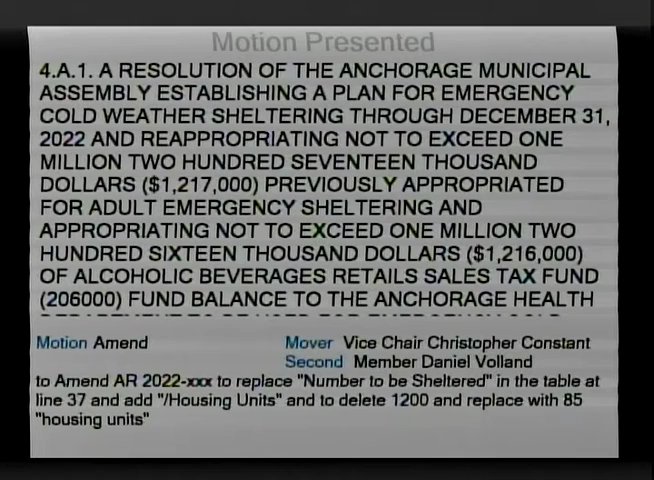 Motion Presented
4.A.1. A RESOLUTION OF THE ANCHORAGE MUNICIPAL
ASSEMBLY ESTABLISHING A PLAN FOR EMERGENCY
COLD WEATHER SHELTERING THROUGH DECEMBER 31,
2022 AND REAPPROPRIATING NOT TO EXCEED ONE
MILLION TWO HUNDRED SEVENTEEN THOUSAND
DOLLARS ($1,217,000) PREVIOUSLY APPROPRIATED
FOR ADULT EMERGENCY SHELTERING AND
APPROPRIATING NOT TO EXCEED ONE MILLION TWO
HUNDRED SIXTEEN THOUSAND DOLLARS ($1,216,000)
OF ALCOHOLIC BEVERAGES RETAILS SALES TAX FUND
(206000) FUND BALANCE TO THE ANCHORAGE HEALTH
Motion Amend Mover Vice Chair Christopher Constant
Second Member Daniel Volland
to Amend AR 2022-xxx to replace "Number to be Sheltered" in the table at
line 37 and add "/Housing Units" and to delete 1200 and replace with 85
"housing units"